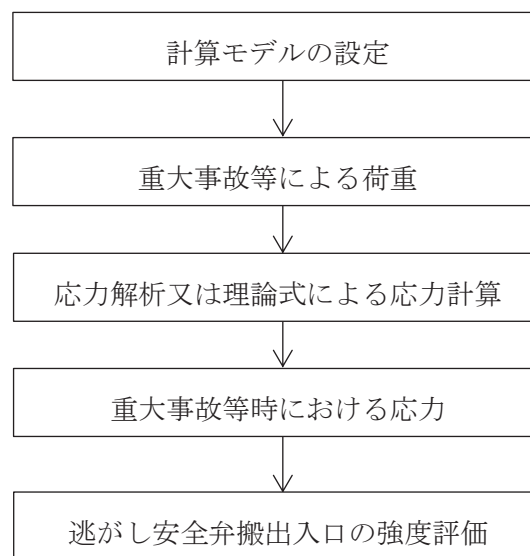 計算モデルの設定
重大事故等による荷重
応力解析又は理論式による応力計算
重大事故等時における応力
逃がし安全弁搬出入口の強度評価